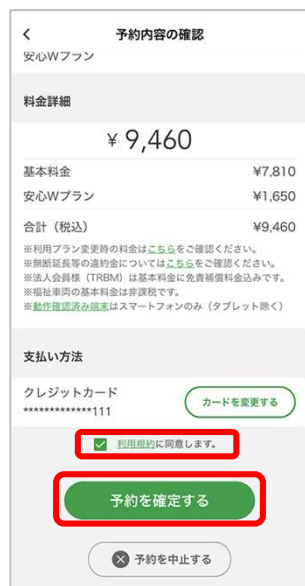 予約内容の確認
安心Wプラン
料金詳細
¥ 9,460
基本料金 ¥7,810
安心Wプラン ¥1,650
合計（税込） ¥9,460
※利用プラン変更時の料金はこちらをご確認ください。
※無断延長等の違約金についてはこちらをご確認ください。
※法人会員様（TRBM）は基本料金に免責補償料金込みです。
※福祉車両の基本料金は非課税です。
※動作確認済み端末はスマートフォンのみ（タブレット除く）
支払い方法
クレジットカード
*************111
カードを変更する
利用規約に同意します。
予約を確定する
予約を中止する